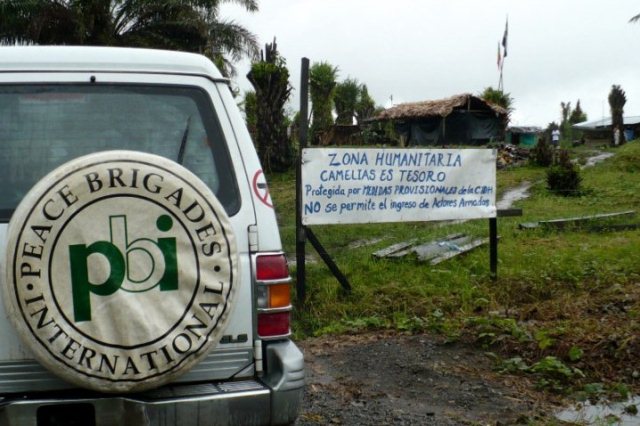 PEACE BRIGADES
pbi
INTERNATIONAL
ZONA HUMANITARIA
CAMELIAS ES TESORO
Protegida por MEDIDAS PROVISIONALES de la CIDH
NO se permite el ingreso de Actores Armados